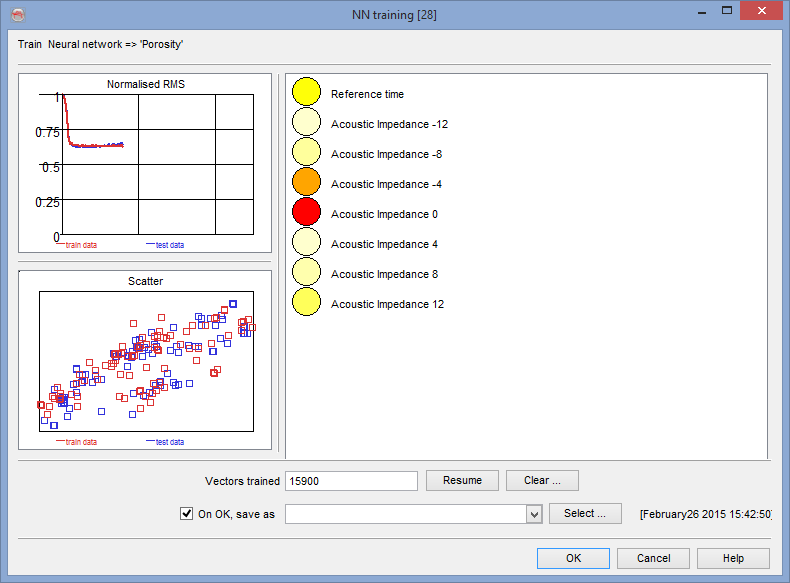 NN training [28]
Train Neural network => 'Porosity'
Normalised RMS
1
0.75
0.5
0.25
0
train data
test data
Scatter
train data
test data
Reference time
Acoustic Impedance -12
Acoustic Impedance -8
Acoustic Impedance -4
Acoustic Impedance 0
Acoustic Impedance 4
Acoustic Impedance 8
Acoustic Impedance 12
Vectors trained 15900 Resume Clear ...
On OK, save as Select ... [February26 2015 15:42:50]
OK Cancel Help